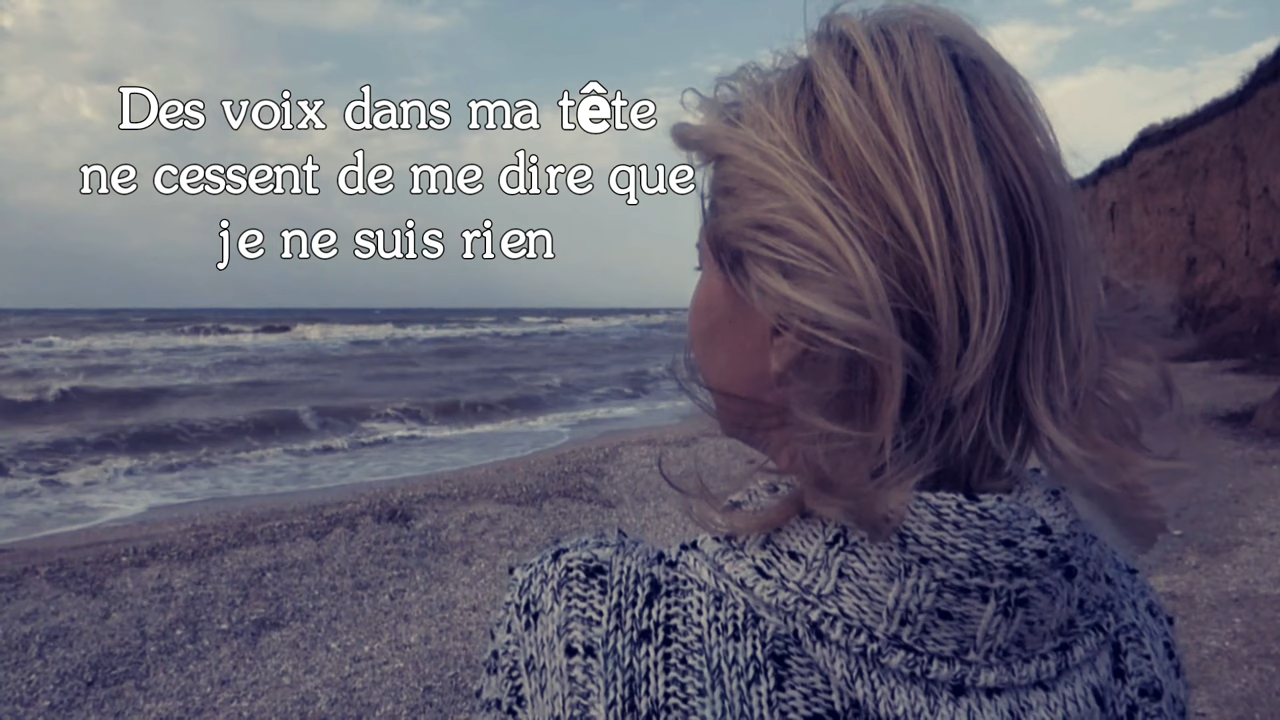 Des voix dans ma tête
ne cessent de me dire que
je ne suis rien